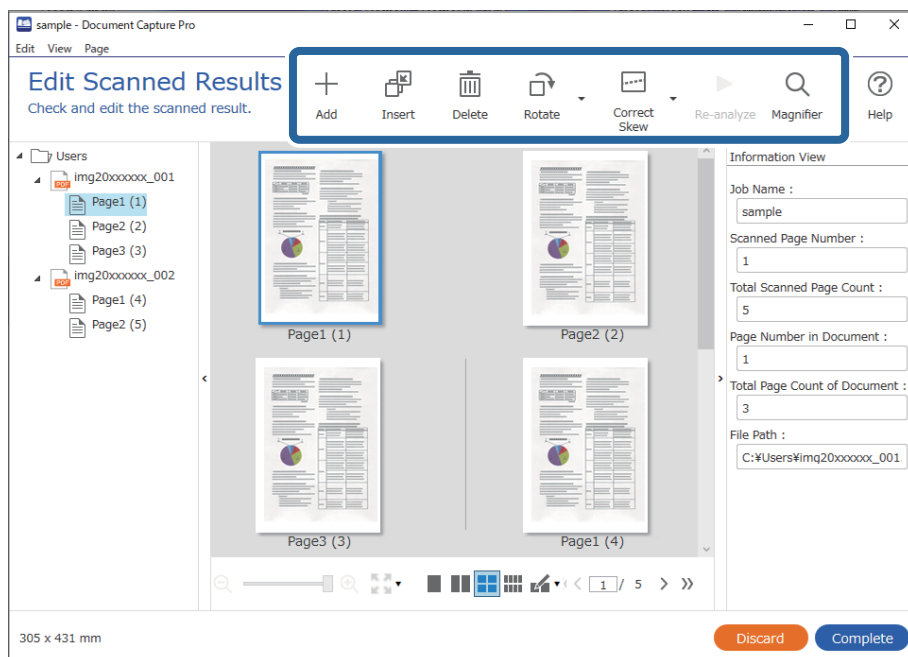 sample - Document Capture Pro
Edit View Page
Edit Scanned Results
Check and edit the scanned result.
Add
Insert
Delete
Rotate
Correct
Skew
Re-analyze
Magnifier
Help
Users
PDF
img20xxxxxx_001
Page1 (1)
Page2 (2)
Page3 (3)
PDF
img20xxxxxx_002
Page1 (4)
Page2 (5)
Page1 (1)
Page2 (2)
Page3 (3)
Page1 (4)
1 / 5
Information View
Job Name :
sample
Scanned Page Number :
1
Total Scanned Page Count :
5
Page Number in Document :
1
Total Page Count of Document :
3
File Path :
C:¥Users¥img20xxxxxx_001
305 x 431 mm
Discard
Complete